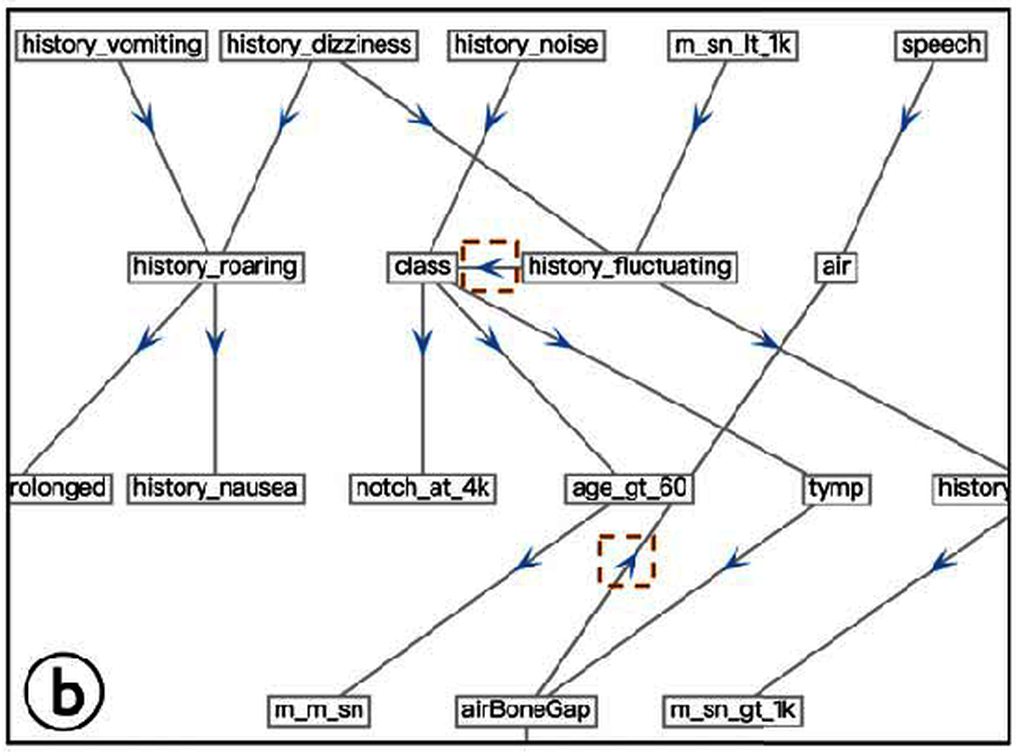 history_vomiting history_dizziness history_noise m_sn_lt_1k speech
history_roaring class history_fluctuating air
rolonged history_nausea notch_at_4k age_gt_60 tymp history
m_m_sn airBoneGap m_sn_gt_1k
b